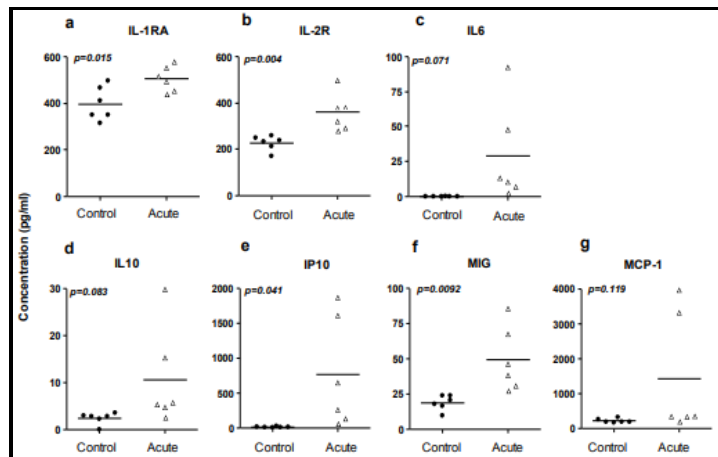 a IL-1RA
p=0.015
600
400
200
0
Control Acute
b IL-2R
p=0.004
600
400
200
0
Control Acute
c IL6
p=0.071
100
75
50
25
0
Control Acute
Concentration (pg/ml)
d IL10
p=0.083
30
20
10
0
Control Acute
e IP10
p=0.041
2000
1500
1000
500
0
Control Acute
f MIG
p=0.0092
100
75
50
25
0
Control Acute
g MCP-1
p=0.119
4000
3000
2000
1000
0
Control Acute